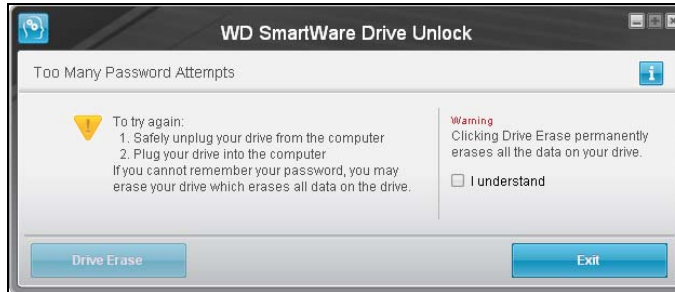 WD SmartWare Drive Unlock
Too Many Password Attempts
To try again:
1. Safely unplug your drive from the computer
2. Plug your drive into the computer
If you cannot remember your password, you may
erase your drive which erases all data on the drive.
Warning
Clicking Drive Erase permanently
erases all the data on your drive.
I understand
Drive Erase
Exit